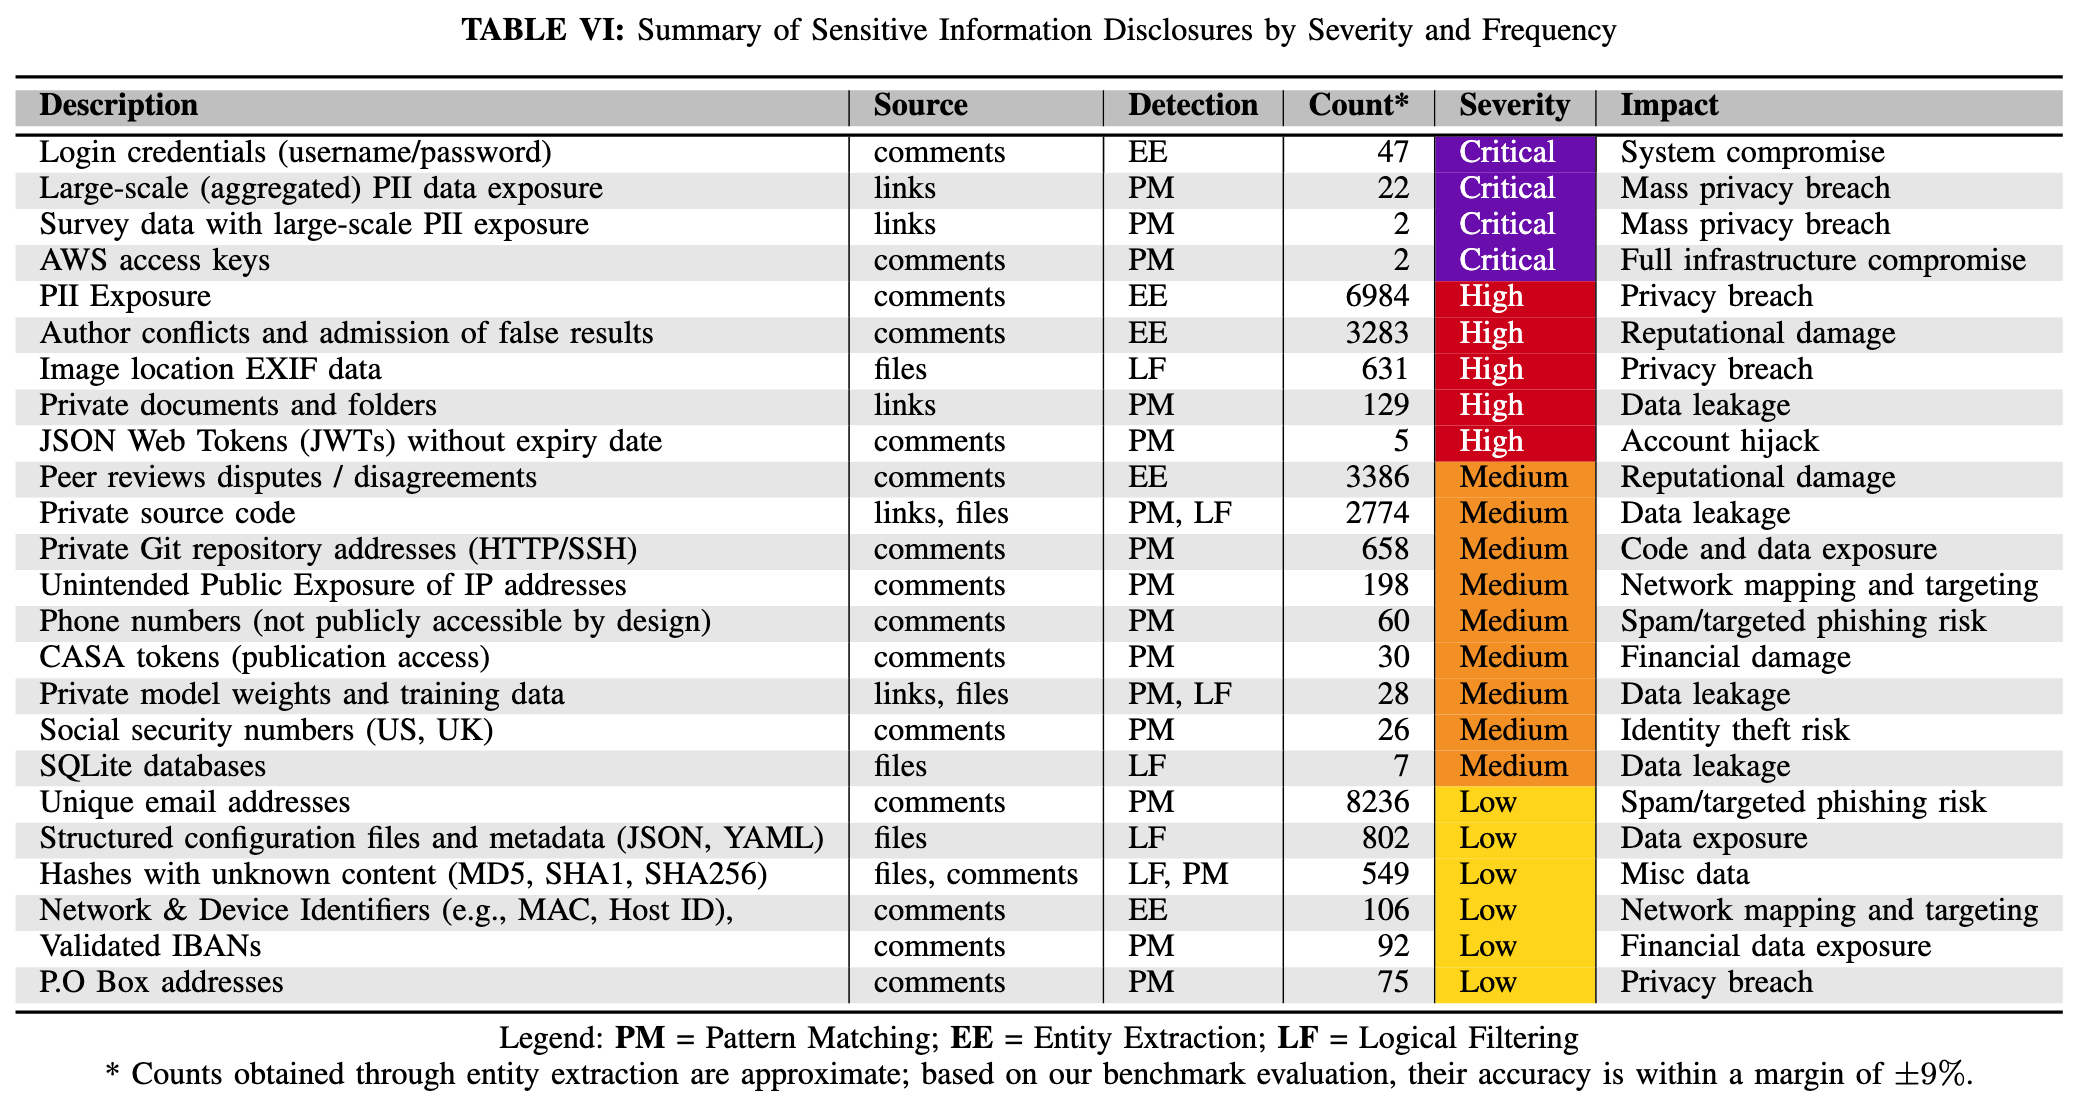 TABLE VI: Summary of Sensitive Information Disclosures by Severity and Frequency
Description Source Detection Count* Severity Impact
Login credentials (username/password) comments EE 47 Critical System compromise
Large-scale (aggregated) PII data exposure links PM 22 Critical Mass privacy breach
Survey data with large-scale PII exposure links PM 2 Critical Mass privacy breach
AWS access keys comments PM 2 Critical Full infrastructure compromise
PII Exposure comments EE 6984 High Privacy breach
Author conflicts and admission of false results comments EE 3283 High Reputational damage
Image location EXIF data files LF 631 High Privacy breach
Private documents and folders links PM 129 High Data leakage
JSON Web Tokens (JWTs) without expiry date comments PM 5 High Account hijack
Peer reviews disputes / disagreements comments EE 3386 Medium Reputational damage
Private source code links, files PM, LF 2774 Medium Data leakage
Private Git repository addresses (HTTP/SSH) comments PM 658 Medium Code and data exposure
Unintended Public Exposure of IP addresses comments PM 198 Medium Network mapping and targeting
Phone numbers (not publicly accessible by design) comments PM 60 Medium Spam/targeted phishing risk
CASA tokens (publication access) comments PM 30 Medium Financial damage
Private model weights and training data links, files PM, LF 28 Medium Data leakage
Social security numbers (US, UK) comments PM 26 Medium Identity theft risk
SQLite databases files LF 7 Medium Data leakage
Unique email addresses comments PM 8236 Low Spam/targeted phishing risk
Structured configuration files and metadata (JSON, YAML) files LF 802 Low Data exposure
Hashes with unknown content (MD5, SHA1, SHA256) files, comments LF, PM 549 Low Misc data
Network & Device Identifiers (e.g., MAC, Host ID), comments EE 106 Low Network mapping and targeting
Validated IBANs comments PM 92 Low Financial data exposure
P.O Box addresses comments PM 75 Low Privacy breach
Legend: PM = Pattern Matching; EE = Entity Extraction; LF = Logical Filtering
* Counts obtained through entity extraction are approximate; based on our benchmark evaluation, their accuracy is within a margin of ±9%.